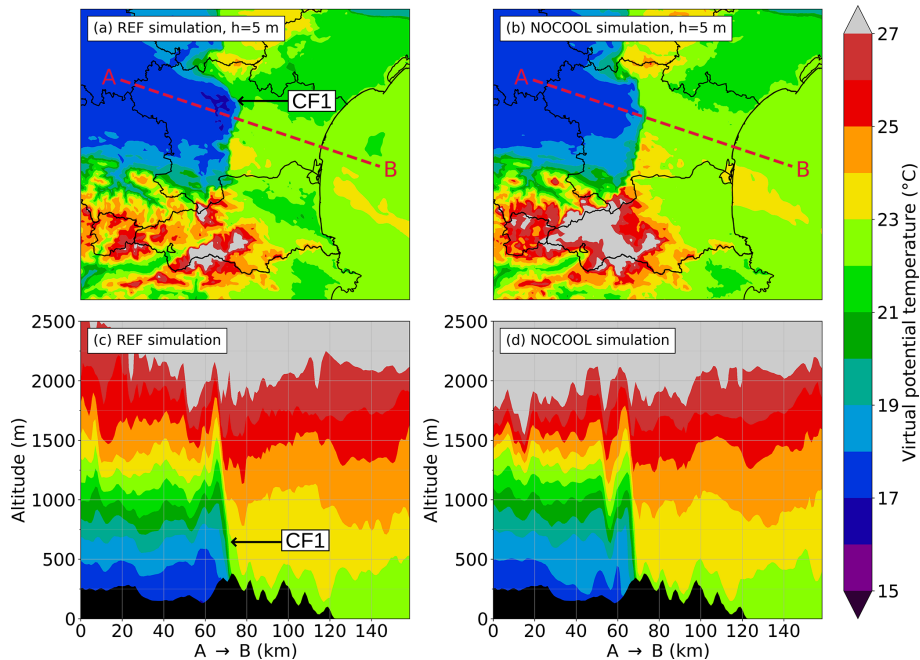 (a) REF simulation, h=5 m
A
CF1
B
(b) NOCOOL simulation, h=5 m
A
B
27
25
23
21
19
17
15
Virtual potential temperature (°C)
(c) REF simulation
CF1
2500
2000
1500
1000
500
0
Altitude (m)
0 20 40 60 80 100 120 140
A → B (km)
(d) NOCOOL simulation
2500
2000
1500
1000
500
0
Altitude (m)
0 20 40 60 80 100 120 140
A → B (km)